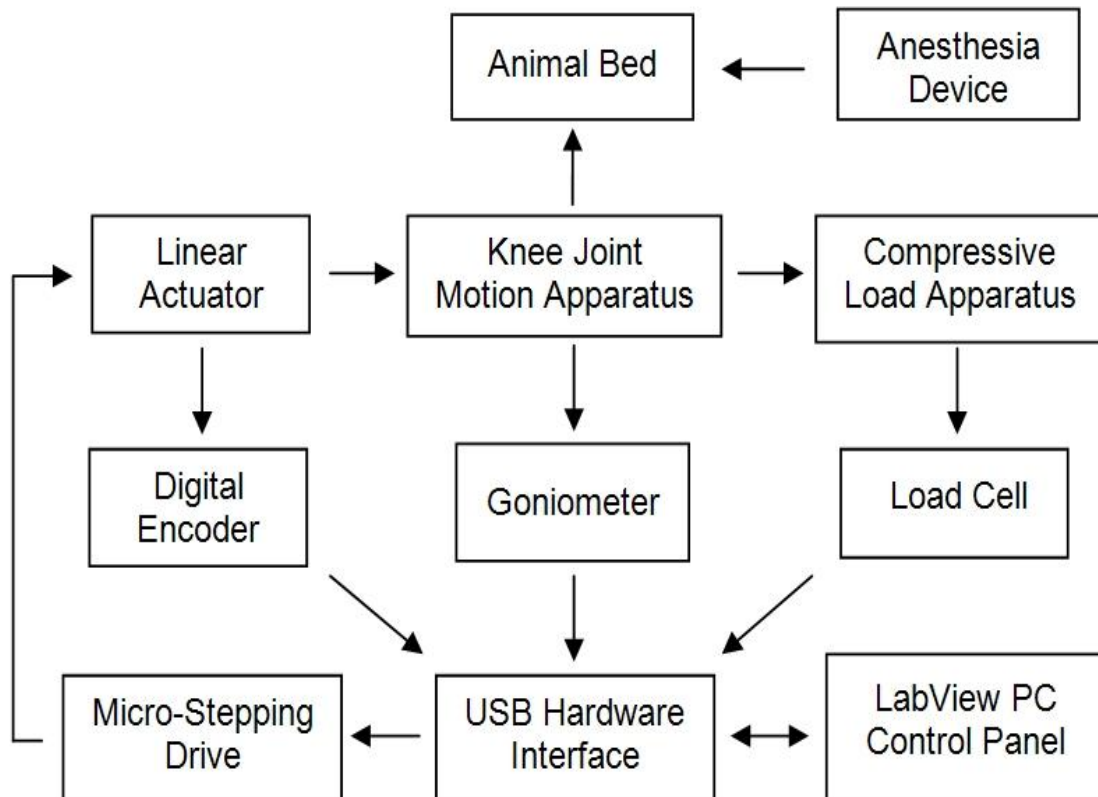 Animal Bed
Anesthesia
Device
Linear
Actuator
Knee Joint
Motion Apparatus
Compressive
Load Apparatus
Digital
Encoder
Goniometer
Load Cell
Micro-Stepping
Drive
USB Hardware
Interface
LabView PC
Control Panel